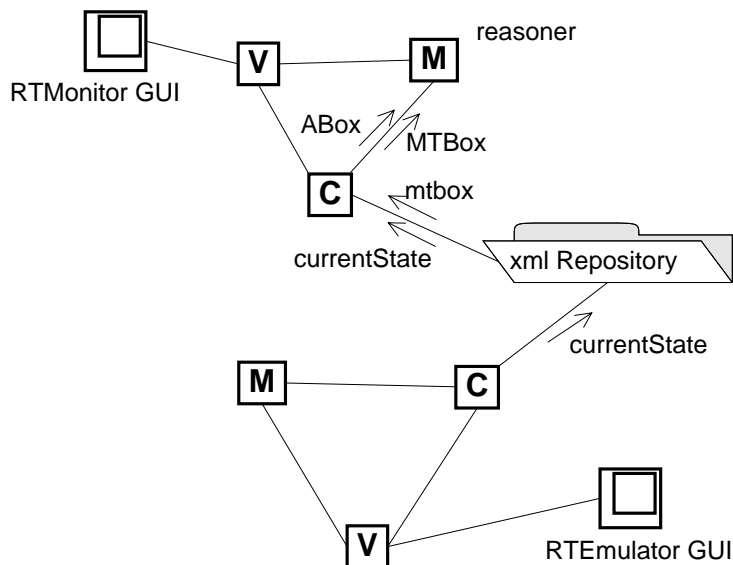 reasoner
V
M
RTMonitor GUI
ABox
MTBox
C
mtbox
currentState
xml Repository
currentState
M
C
V
RTEmulator GUI